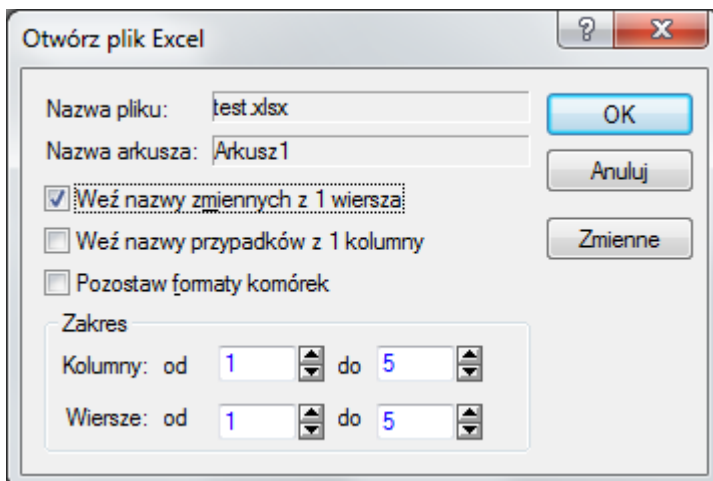 Otwórz plik Excel
Nazwa pliku: test.xlsx
OK
Nazwa arkusza: Arkusz1
Anuluj
Weź nazwy zmiennych z 1 wiersza
Weź nazwy przypadków z 1 kolumny
Zmienne
Pozostaw formaty komórek
Zakres
Kolumny: od 1 do 5
Wiersze: od 1 do 5